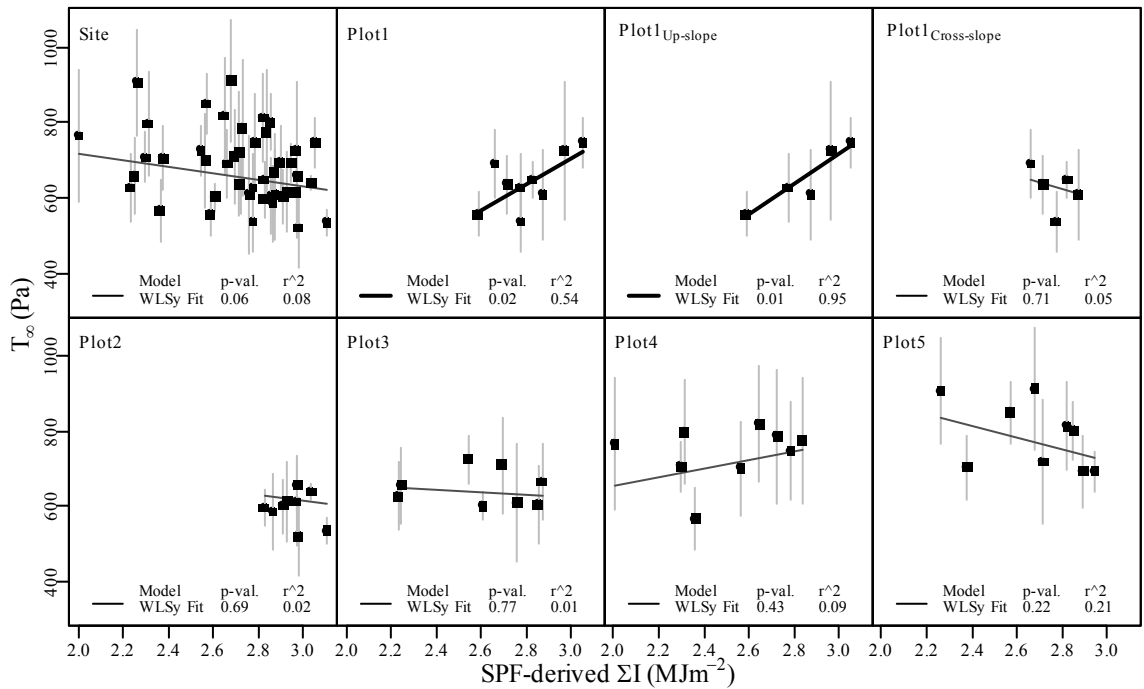 Site
Plot1
Plot1Up-slope
Plot1Cross-slope
1000
800
600
400
Model p-val. r^2
WLSy Fit 0.06 0.08
Model p-val. r^2
WLSy Fit 0.02 0.54
Model p-val. r^2
WLSy Fit 0.01 0.95
Model p-val. r^2
WLSy Fit 0.71 0.05
T∞ (Pa)
Plot2
Plot3
Plot4
Plot5
1000
800
600
400
Model p-val. r^2
WLSy Fit 0.69 0.02
Model p-val. r^2
WLSy Fit 0.77 0.01
Model p-val. r^2
WLSy Fit 0.43 0.09
Model p-val. r^2
WLSy Fit 0.22 0.21
2.0 2.2 2.4 2.6 2.8 3.0 2.0 2.2 2.4 2.6 2.8 3.0 2.0 2.2 2.4 2.6 2.8 3.0 2.0 2.2 2.4 2.6 2.8 3.0
SPF-derived ΣI (MJm⁻²)